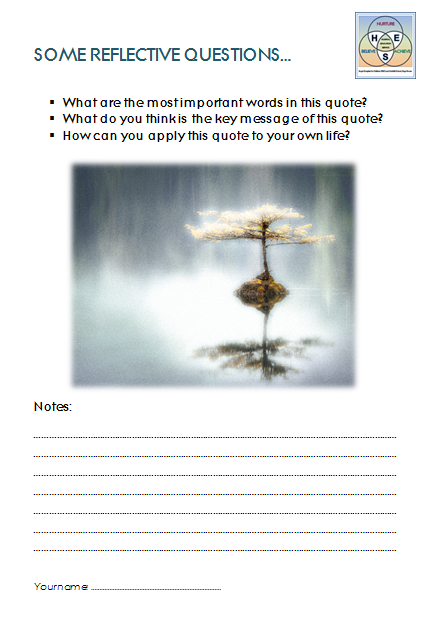 NURTURE
H E
BELIEVE ACHIEVE
S
SOME REFLECTIVE QUESTIONS...
▪ What are the most important words in this quote?
▪ What do you think is the key message of this quote?
▪ How can you apply this quote to your own life?
Notes:
Your name: